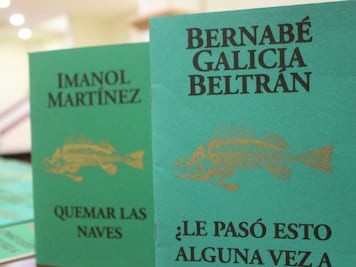 IMANOL
MARTÍNEZ
QUEMAR LAS
NAVES
BERNABÉ
GALICIA
BELTRÁN
¿LE PASÓ ESTO
ALGUNA VEZ A